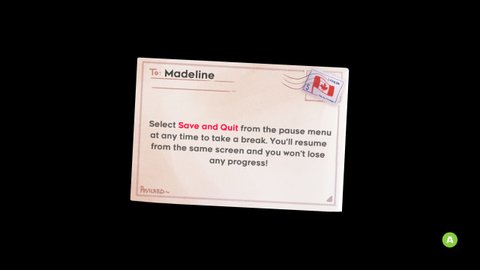 To: Madeline
Select Save and Quit from the pause menu
at any time to take a break. You'll resume
from the same screen and you won't lose
any progress!
A